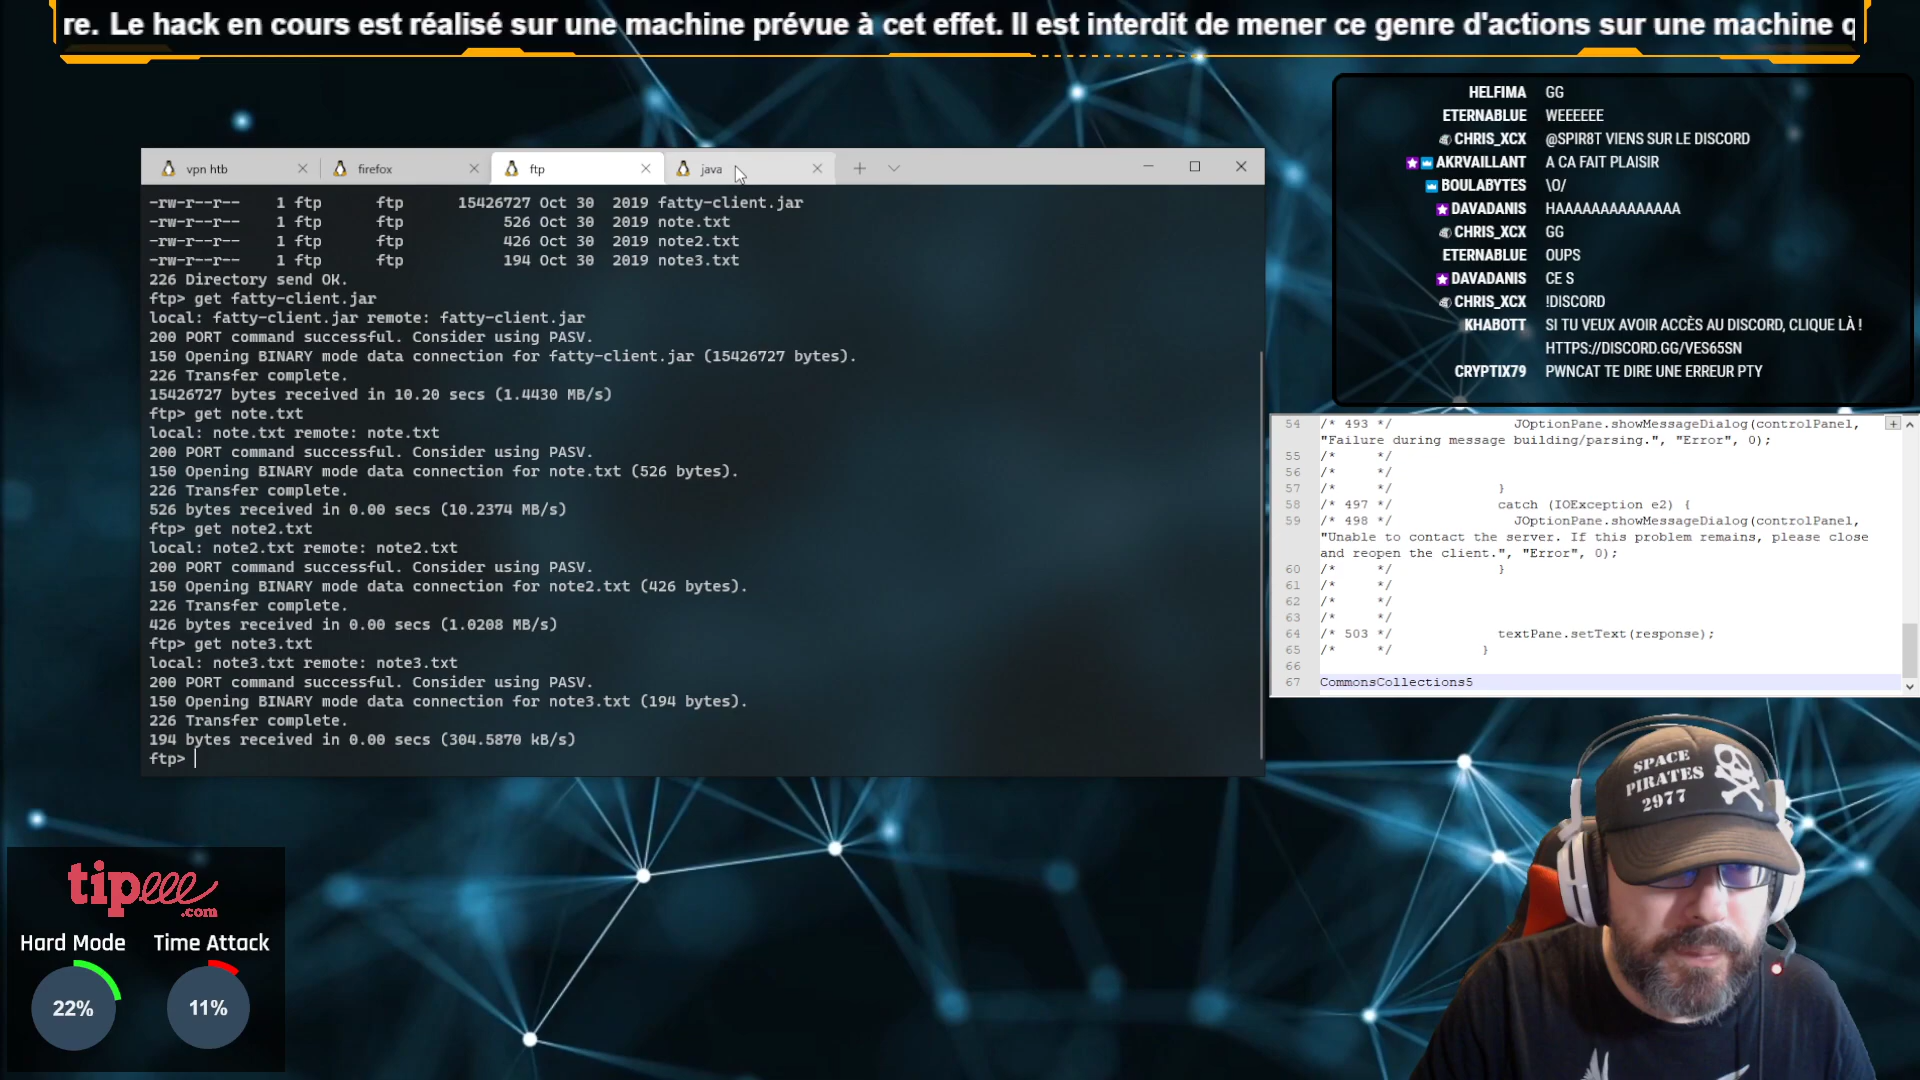 re. Le hack en cours est réalisé sur une machine prévue à cet effet. Il est interdit de mener ce genre d'actions sur une machine q
HELFIMA GG
ETERNABLUE WEEEEEE
CHRIS_XCX @SPIR8T VIENS SUR LE DISCORD
AKRVAILLANT A CA FAIT PLAISIR
BOULABYTES \O/
DAVADANIS HAAAAAAAAAAAAAA
CHRIS_XCX GG
ETERNABLUE OUPS
DAVADANIS CE S
CHRIS_XCX !DISCORD
KHABOTT SI TU VEUX AVOIR ACCÈS AU DISCORD, CLIQUE LÀ !
HTTPS://DISCORD.GG/VES65SN
CRYPTIX79 PWNCAT TE DIRE UNE ERREUR PTY
vpn htb firefox ftp java
-rw-r--r-- 1 ftp ftp 15426727 Oct 30 2019 fatty-client.jar
-rw-r--r-- 1 ftp ftp 526 Oct 30 2019 note.txt
-rw-r--r-- 1 ftp ftp 426 Oct 30 2019 note2.txt
-rw-r--r-- 1 ftp ftp 194 Oct 30 2019 note3.txt
226 Directory send OK.
ftp> get fatty-client.jar
local: fatty-client.jar remote: fatty-client.jar
200 PORT command successful. Consider using PASV.
150 Opening BINARY mode data connection for fatty-client.jar (15426727 bytes).
226 Transfer complete.
15426727 bytes received in 10.20 secs (1.4430 MB/s)
ftp> get note.txt
local: note.txt remote: note.txt
200 PORT command successful. Consider using PASV.
150 Opening BINARY mode data connection for note.txt (526 bytes).
226 Transfer complete.
526 bytes received in 0.00 secs (10.2374 MB/s)
ftp> get note2.txt
local: note2.txt remote: note2.txt
200 PORT command successful. Consider using PASV.
150 Opening BINARY mode data connection for note2.txt (426 bytes).
226 Transfer complete.
426 bytes received in 0.00 secs (1.0208 MB/s)
ftp> get note3.txt
local: note3.txt remote: note3.txt
200 PORT command successful. Consider using PASV.
150 Opening BINARY mode data connection for note3.txt (194 bytes).
226 Transfer complete.
194 bytes received in 0.00 secs (304.5870 kB/s)
ftp>
54 /* 493 */ JOptionPane.showMessageDialog(controlPanel,
"Failure during message building/parsing.", "Error", 0);
55 /* */
56 /* */
57 /* */ }
58 /* 497 */ catch (IOException e2) {
59 /* 498 */ JOptionPane.showMessageDialog(controlPanel,
"Unable to contact the server. If this problem remains, please close
and reopen the client.", "Error", 0);
60 /* */ }
61 /* */
62 /* */
63 /* */
64 /* 503 */ textPane.setText(response);
65 /* */ }
66
67 CommonsCollections5
SPACE
PIRATES
2977
tipeee
.com
Hard Mode Time Attack
22% 11%